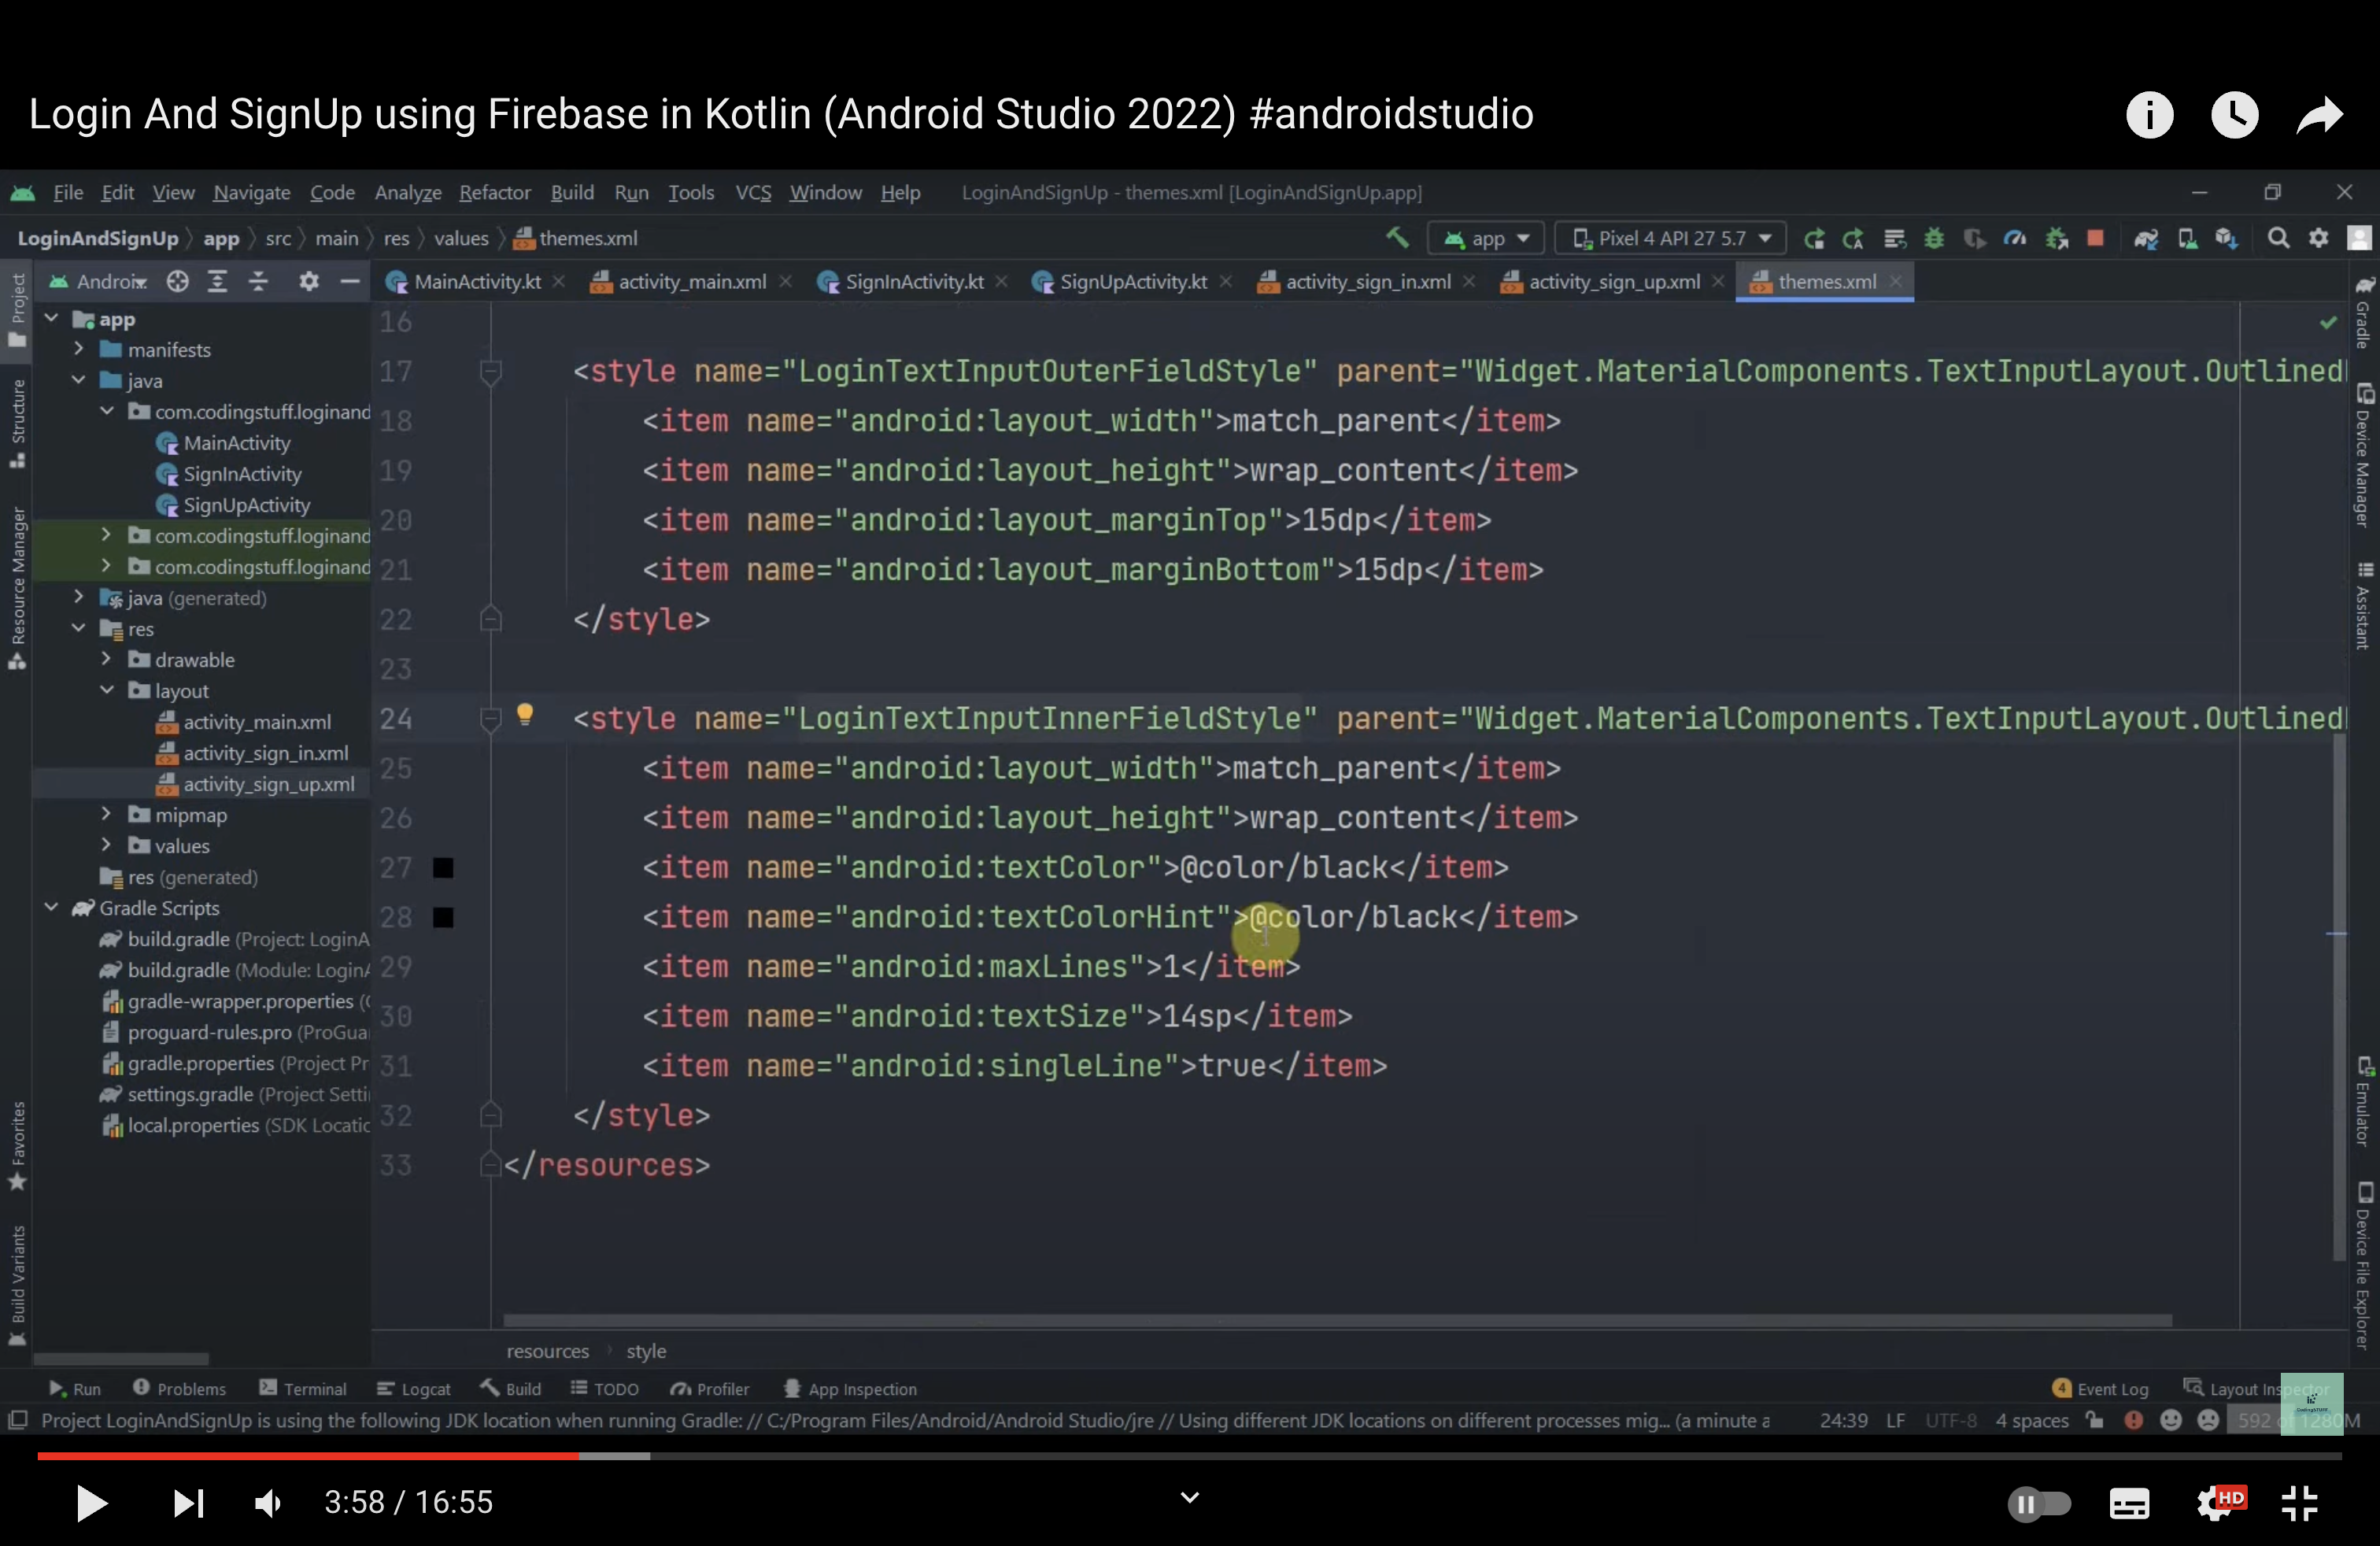 Login And SignUp using Firebase in Kotlin (Android Studio 2022) #androidstudio
File Edit View Navigate Code Analyze Refactor Build Run Tools VCS Window Help LoginAndSignUp - themes.xml [LoginAndSignUp.app]
LoginAndSignUp app src main res values themes.xml app Pixel 4 API 27 5.7
MainActivity.kt activity_main.xml SignInActivity.kt SignUpActivity.kt activity_sign_in.xml activity_sign_up.xml themes.xml
Project
Structure
Resource Manager
Favorites
Build Variants
app
manifests
java
com.codingstuff.loginand
MainActivity
SignInActivity
SignUpActivity
com.codingstuff.loginand
com.codingstuff.loginand
java (generated)
res
drawable
layout
activity_main.xml
activity_sign_in.xml
activity_sign_up.xml
mipmap
values
res (generated)
Gradle Scripts
build.gradle (Project: LoginA
build.gradle (Module: Login
gradle-wrapper.properties
proguard-rules.pro (ProGua
gradle.properties (Project Pr
settings.gradle (Project Setti
local.properties (SDK Locatic
16
17 <style name="LoginTextInputOuterFieldStyle" parent="Widget.MaterialComponents.TextInputLayout.Outlined
18 <item name="android:layout_width">match_parent</item>
19 <item name="android:layout_height">wrap_content</item>
20 <item name="android:layout_marginTop">15dp</item>
21 <item name="android:layout_marginBottom">15dp</item>
22 </style>
23
24 <style name="LoginTextInputInnerFieldStyle" parent="Widget.MaterialComponents.TextInputLayout.Outlined
25 <item name="android:layout_width">match_parent</item>
26 <item name="android:layout_height">wrap_content</item>
27 <item name="android:textColor">@color/black</item>
28 <item name="android:textColorHint">@color/black</item>
29 <item name="android:maxLines">1</item>
30 <item name="android:textSize">14sp</item>
31 <item name="android:singleLine">true</item>
32 </style>
33 </resources>
Gradle
Device Manager
Assistant
Emulator
Device File Explorer
resources style
Run Problems Terminal Logcat Build TODO Profiler App Inspection 4 Event Log Layout Inspector
Project LoginAndSignUp is using the following JDK location when running Gradle: // C:/Program Files/Android/Android Studio/jre // Using different JDK locations on different processes mig... (a minute a 24:39 LF UTF-8 4 spaces 592 of 1280M
3:58 / 16:55 HD